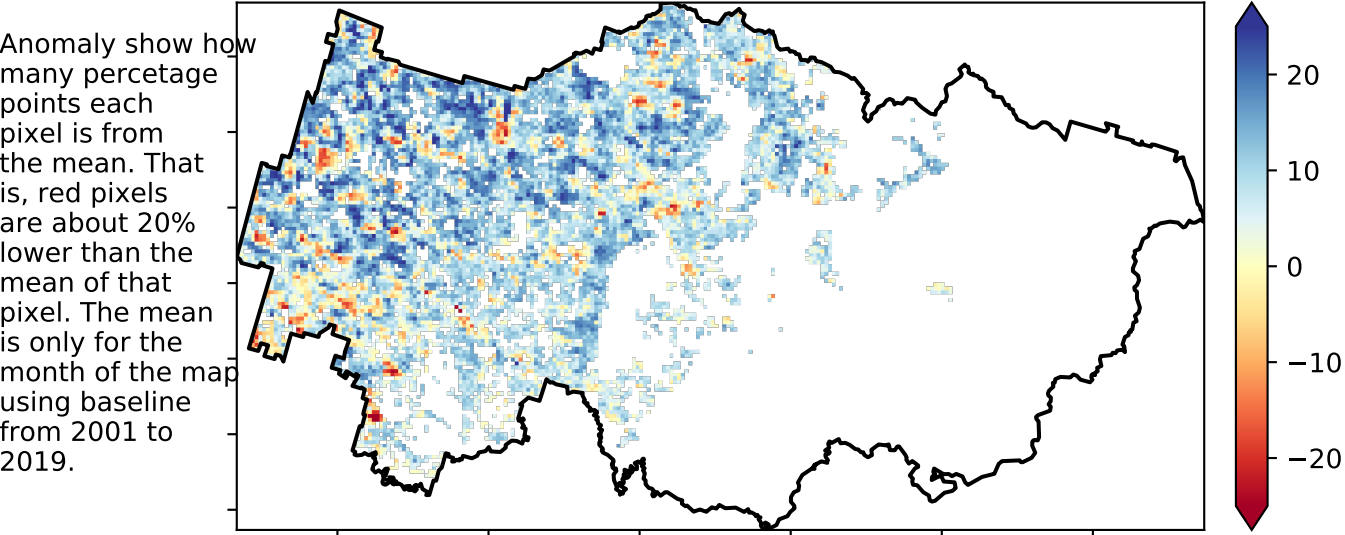 Anomaly show how
many percetage
points each
pixel is from
the mean. That
is, red pixels
are about 20%
lower than the
mean of that
pixel. The mean
is only for the
month of the map
using baseline
from 2001 to
2019.
20
10
0
−10
−20